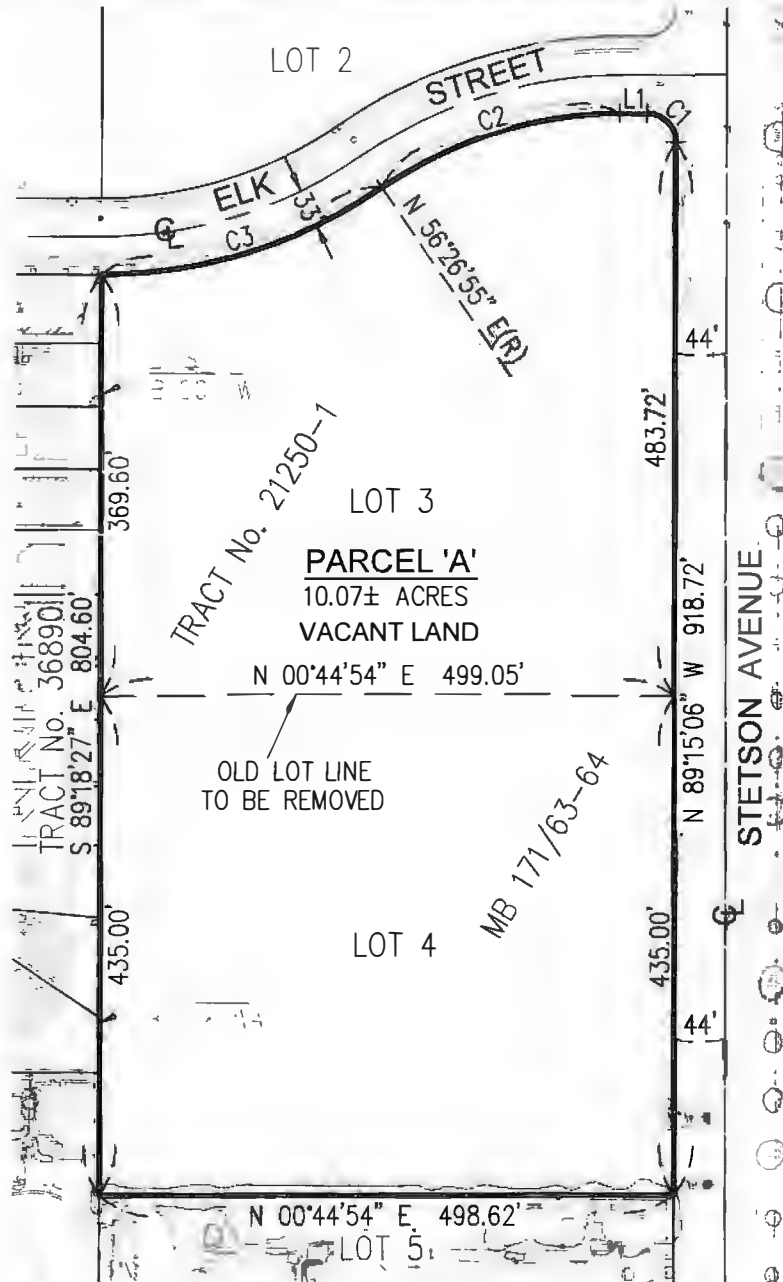 LOT 2
ELK STREET
L1
C1
C2
C3
33'
℄
N 56°26'55" E(R)
44'
483.72'
369.60'
TRACT No. 21250-1
LOT 3
PARCEL 'A'
10.07± ACRES
VACANT LAND
N 00°44'54" E 499.05'
OLD LOT LINE
TO BE REMOVED
TRACT No. 36890
S 89°18'27" E 804.60'
N 89°15'06" W 918.72'
STETSON AVENUE
℄
MB 171/63-64
LOT 4
435.00'
435.00'
44'
N 00°44'54" E 498.62'
LOT 5